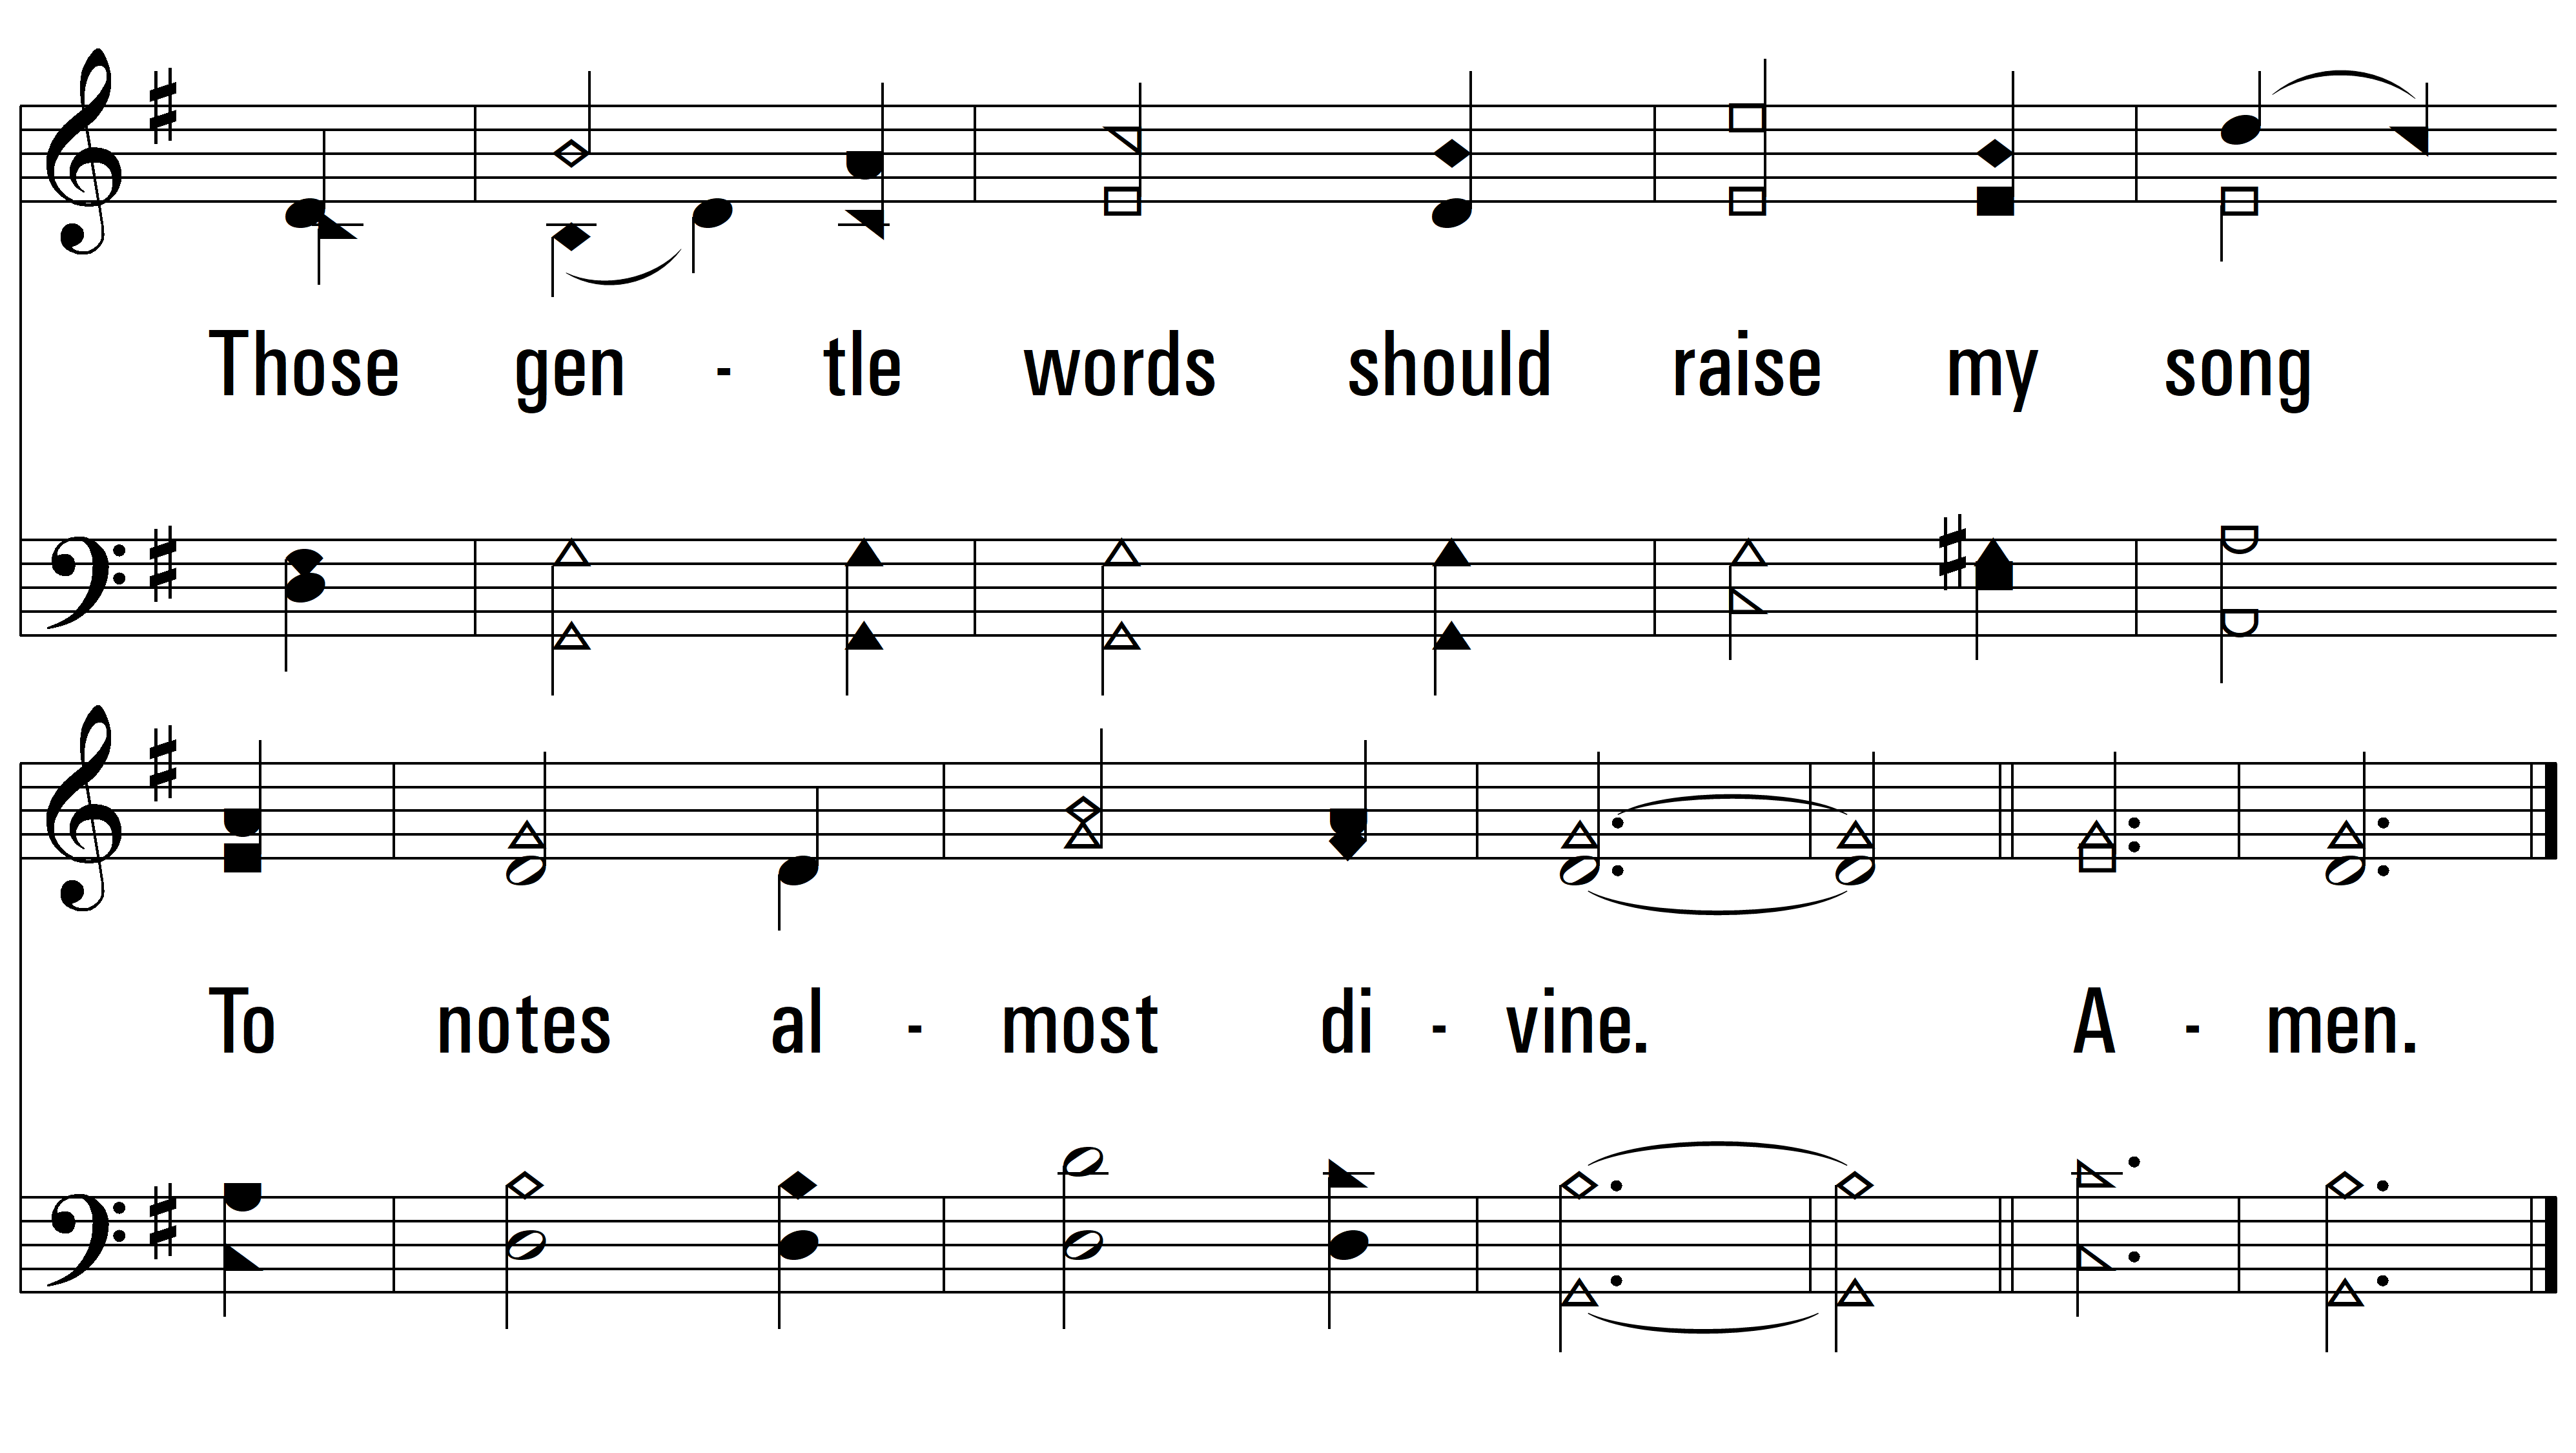 Those gen - tle words should raise my song
To notes al - most di - vine. A - men.